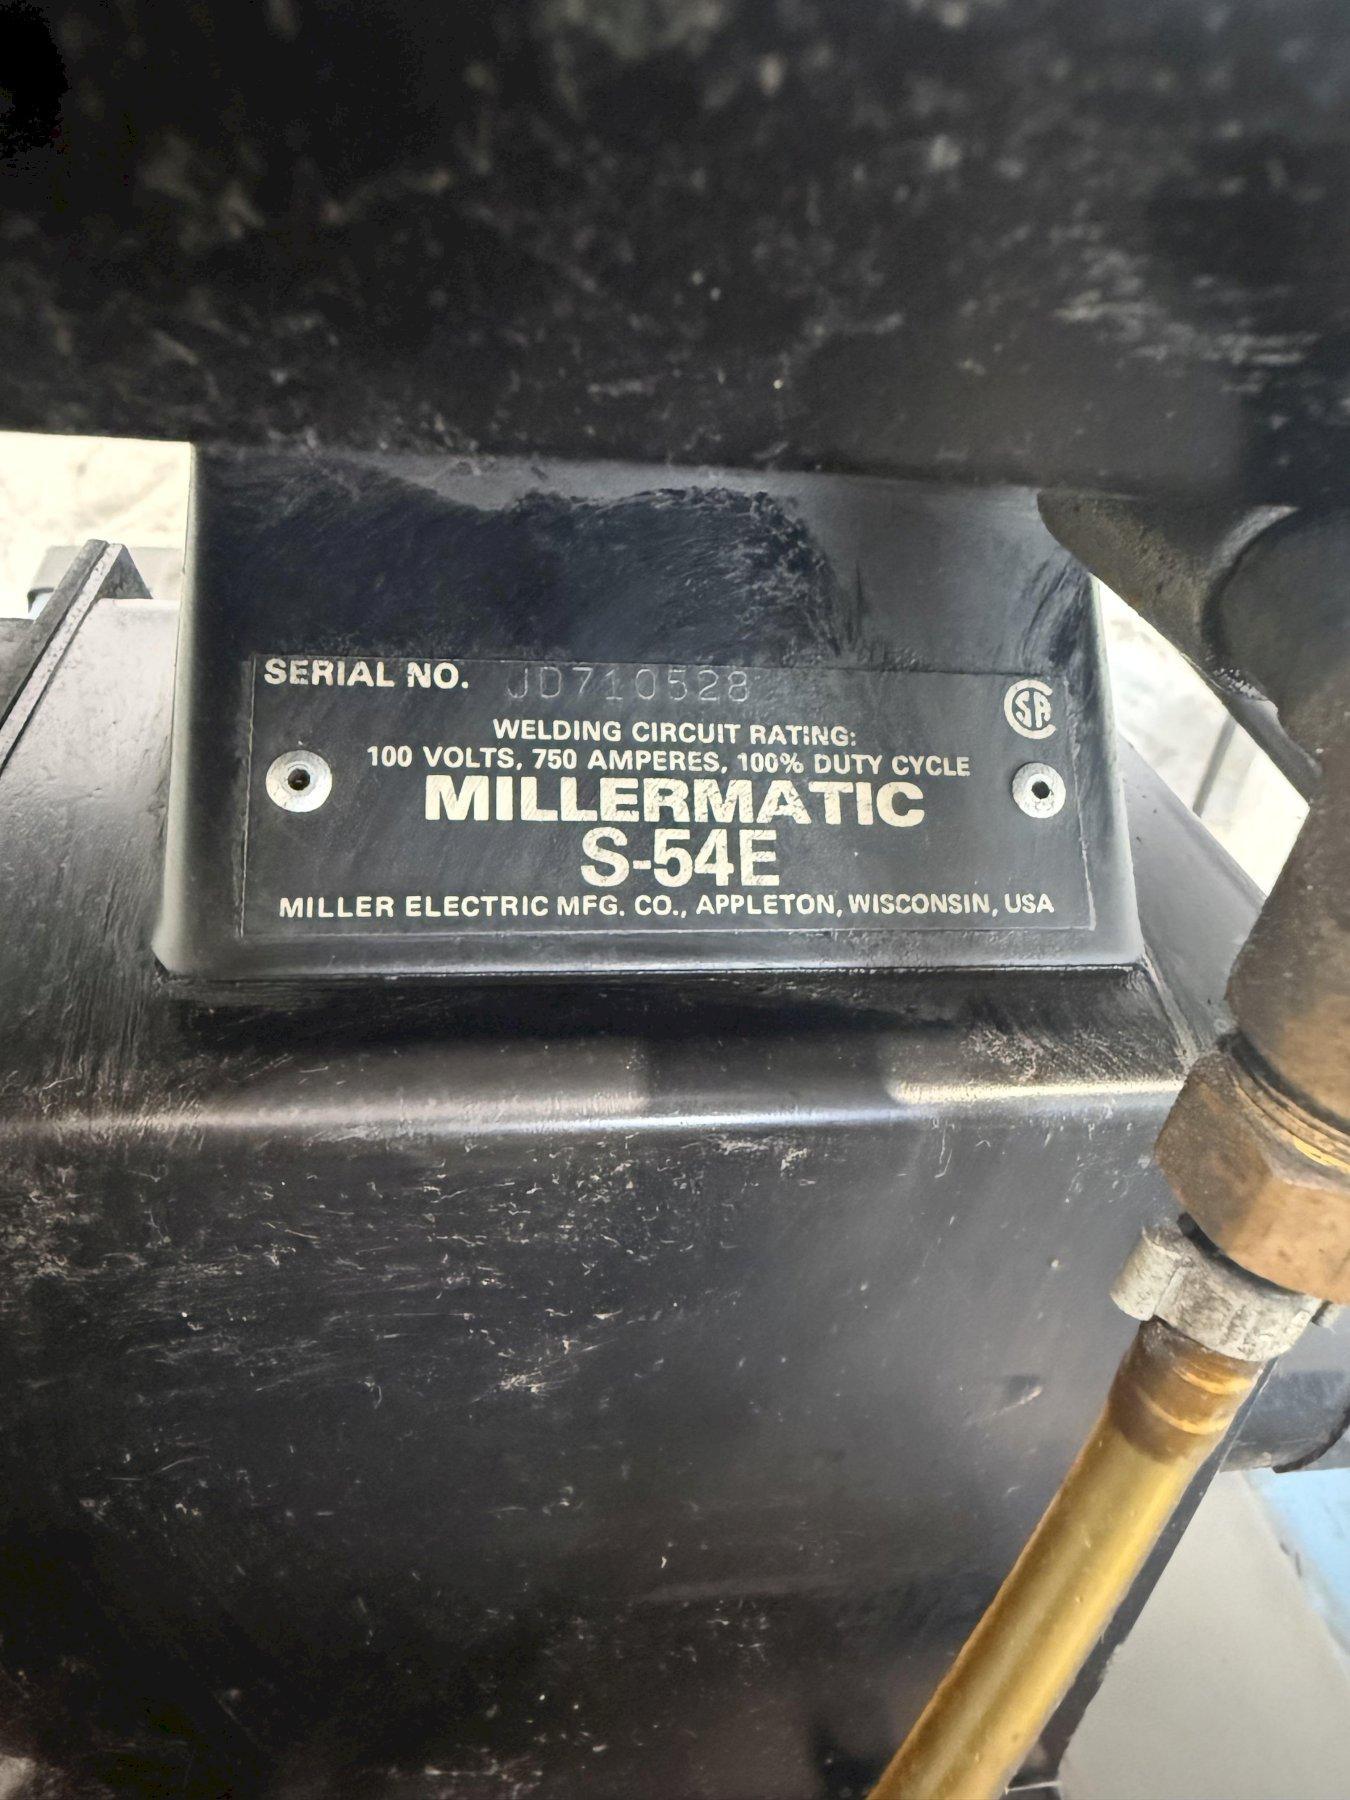 SERIAL NO. JD710528
SA
WELDING CIRCUIT RATING:
100 VOLTS, 750 AMPERES, 100% DUTY CYCLE
MILLERMATIC
S-54E
MILLER ELECTRIC MFG. CO., APPLETON, WISCONSIN, USA